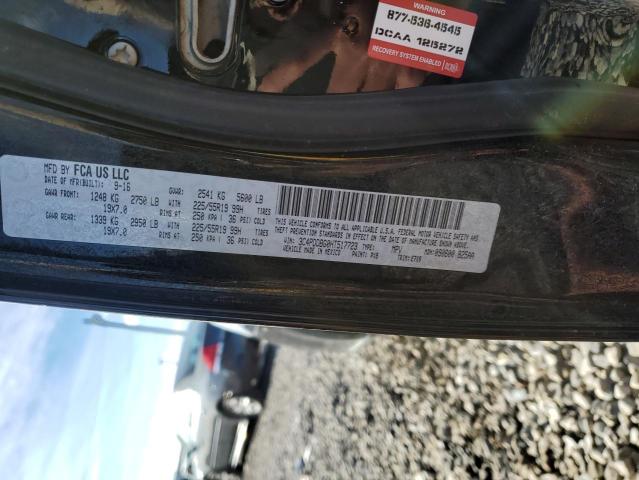 WARNING
877-536-4545
DCAA 125272
RECOVERY SYSTEM ENABLED
MFD BY FCA US LLC
DATE OF MFR(BUILT): 9-16 GVWR: 2541 KG 5600 LB
GAWR FRONT: 1248 KG 2750 LB WITH 225/55R19 99H TIRES
19X7.0 RIMS AT 250 KPA ( 36 PSI) COLD
GAWR REAR: 1339 KG 2950 LB WITH 225/55R19 99H TIRES
19X7.0 RIMS AT 250 KPA ( 36 PSI) COLD
THIS VEHICLE CONFORMS TO ALL APPLICABLE U.S.A. FEDERAL MOTOR VEHICLE SAFETY AND
THEFT PREVENTION STANDARDS IN EFFECT ON THE DATE OF MANUFACTURE SHOWN ABOVE.
VIN: 3C4PDCBG0HT517723 TYPE: MPV
VEHICLE MADE IN MEXICO PAINT: TRIM: